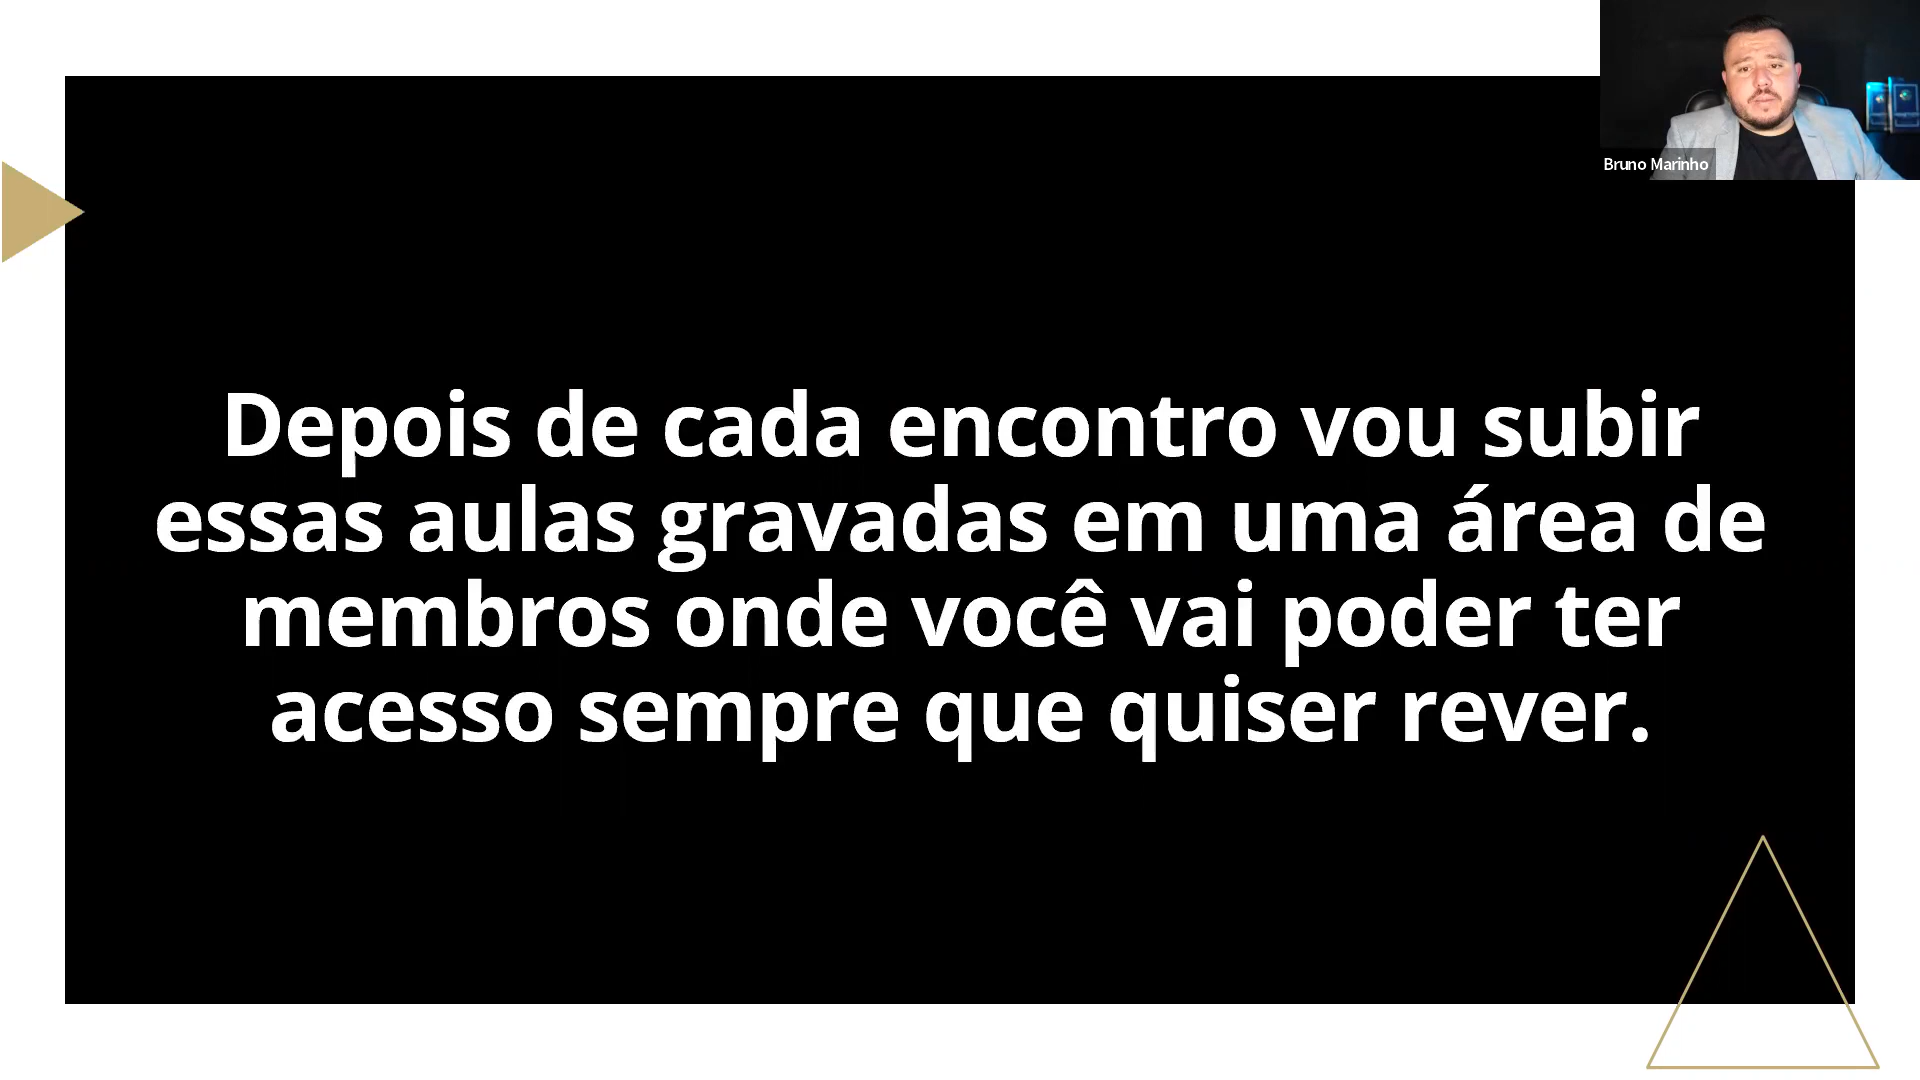 Bruno Marinho
Depois de cada encontro vou subir
essas aulas gravadas em uma área de
membros onde você vai poder ter
acesso sempre que quiser rever.